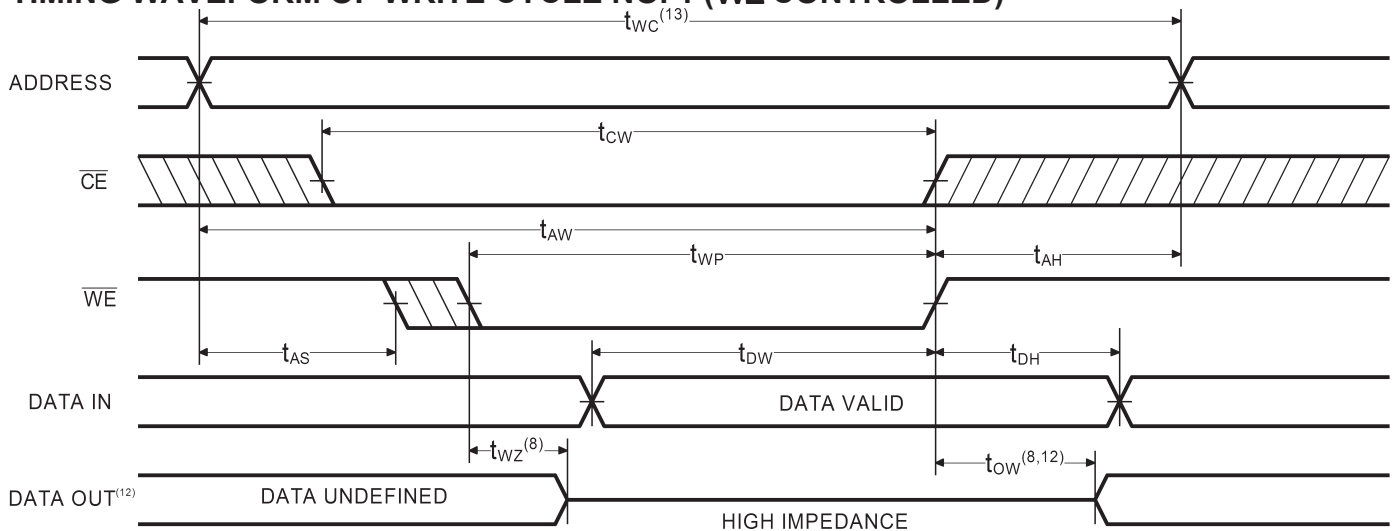 TIMING WAVEFORM OF WRITE CYCLE NO. 1 (WE CONTROLLED)
tWC(13)
ADDRESS
tCW
CE
tAW
tWP
tAH
WE
tAS
tDW
tDH
DATA IN
DATA VALID
tWZ(8)
tOW(8,12)
DATA OUT(12)
DATA UNDEFINED
HIGH IMPEDANCE